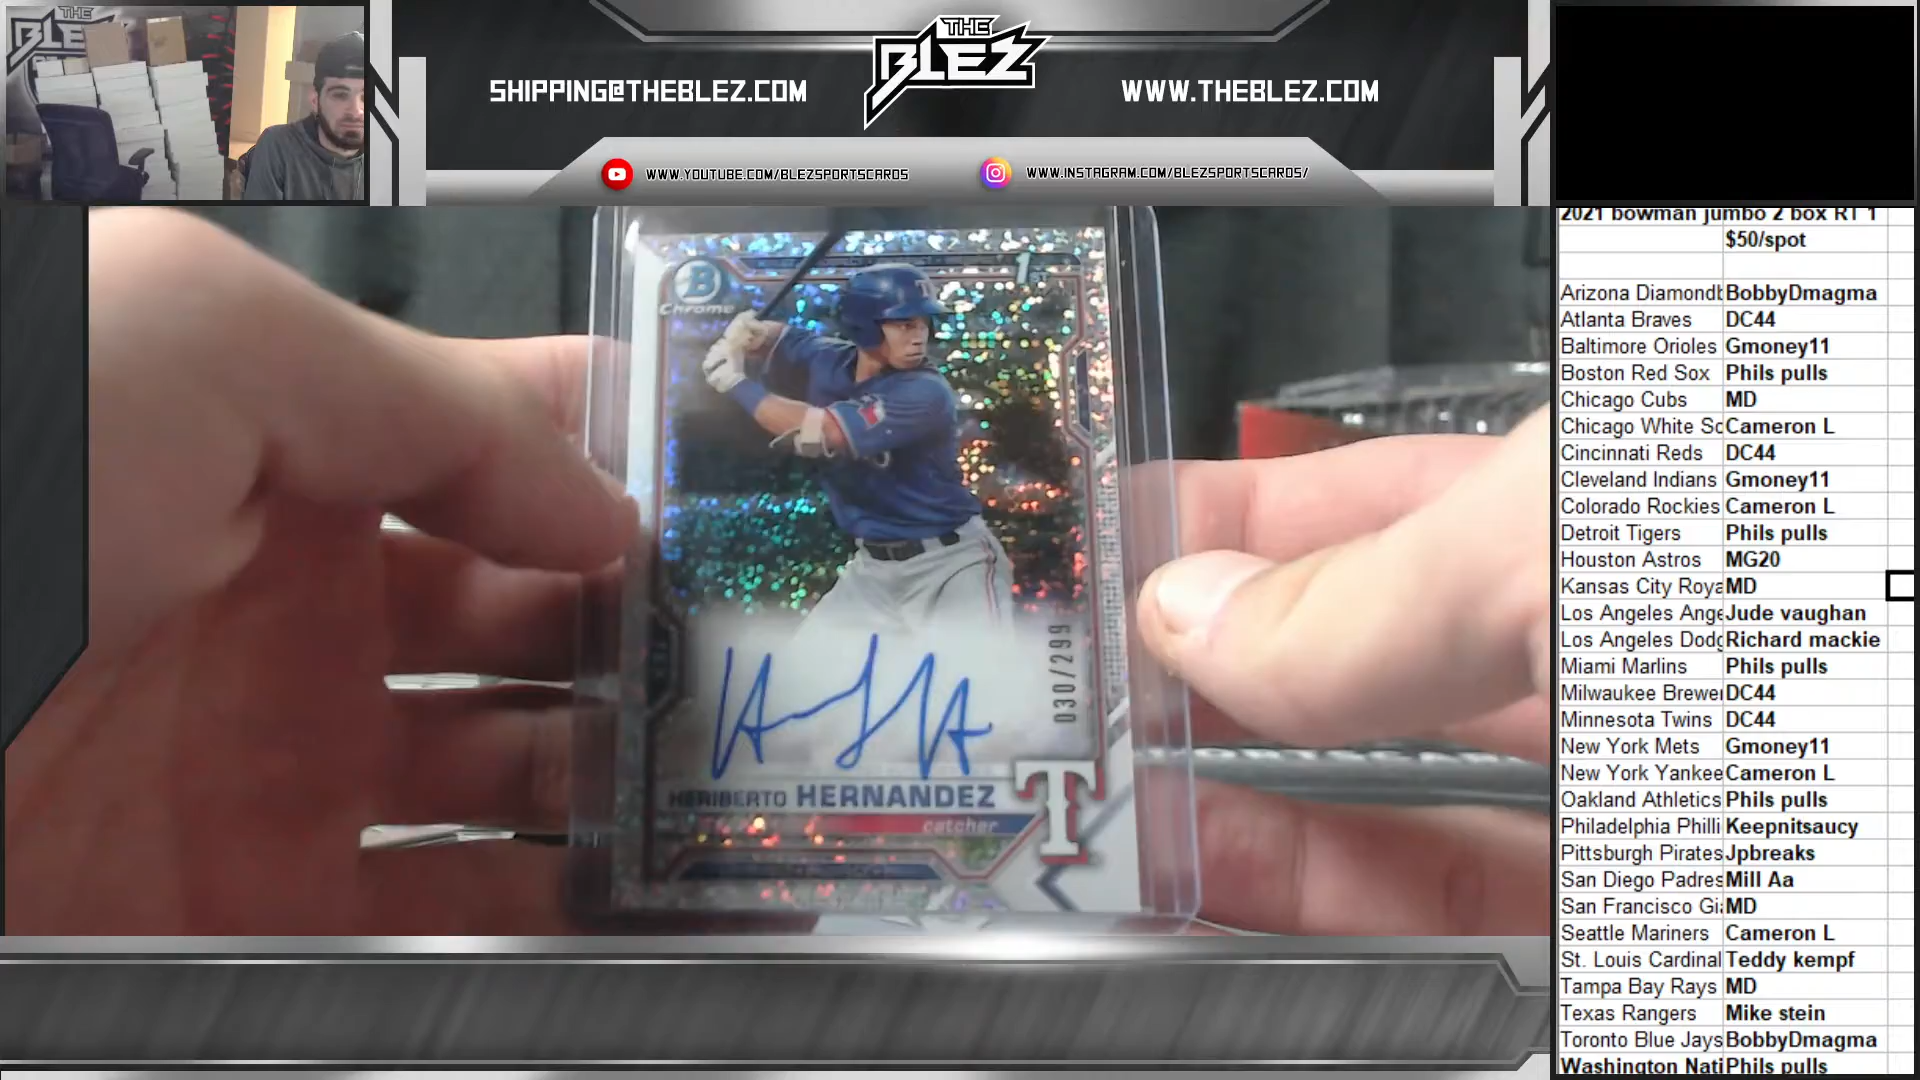 THE
BLEZ
SHIPPING@THEBLEZ.COM
WWW.THEBLEZ.COM
WWW.YOUTUBE.COM/BLEZSPORTSCARDS
WWW.INSTAGRAM.COM/BLEZSPORTSCARDS/
B
Chrome
1ST
030/299
HERIBERTO HERNANDEZ
catcher
T
2021 bowman jumbo 2 box RT 1
$50/spot
Arizona Diamondb BobbyDmagma
Atlanta Braves DC44
Baltimore Orioles Gmoney11
Boston Red Sox Phils pulls
Chicago Cubs MD
Chicago White So Cameron L
Cincinnati Reds DC44
Cleveland Indians Gmoney11
Colorado Rockies Cameron L
Detroit Tigers Phils pulls
Houston Astros MG20
Kansas City Roya MD
Los Angeles Ange Jude vaughan
Los Angeles Dodg Richard mackie
Miami Marlins Phils pulls
Milwaukee Brewer DC44
Minnesota Twins DC44
New York Mets Gmoney11
New York Yankee Cameron L
Oakland Athletics Phils pulls
Philadelphia Philli Keepnitsaucy
Pittsburgh Pirates Jpbreaks
San Diego Padres Mill Aa
San Francisco Gi MD
Seattle Mariners Cameron L
St. Louis Cardinal Teddy kempf
Tampa Bay Rays MD
Texas Rangers Mike stein
Toronto Blue Jays BobbyDmagma
Washington Nati Phils pulls